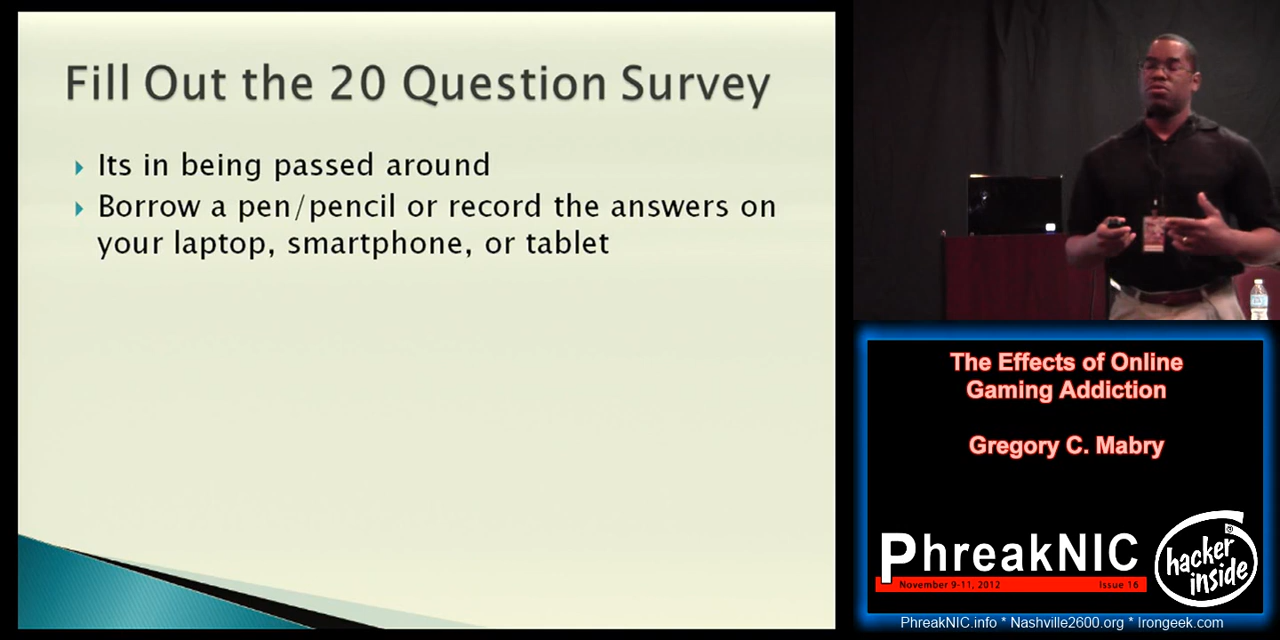 Fill Out the 20 Question Survey
Its in being passed around
Borrow a pen/pencil or record the answers on
your laptop, smartphone, or tablet
The Effects of Online
Gaming Addiction
Gregory C. Mabry
PhreakNIC
November 9-11, 2012 Issue 16
hacker
inside
PhreakNIC.info * Nashville2600.org * Irongeek.com